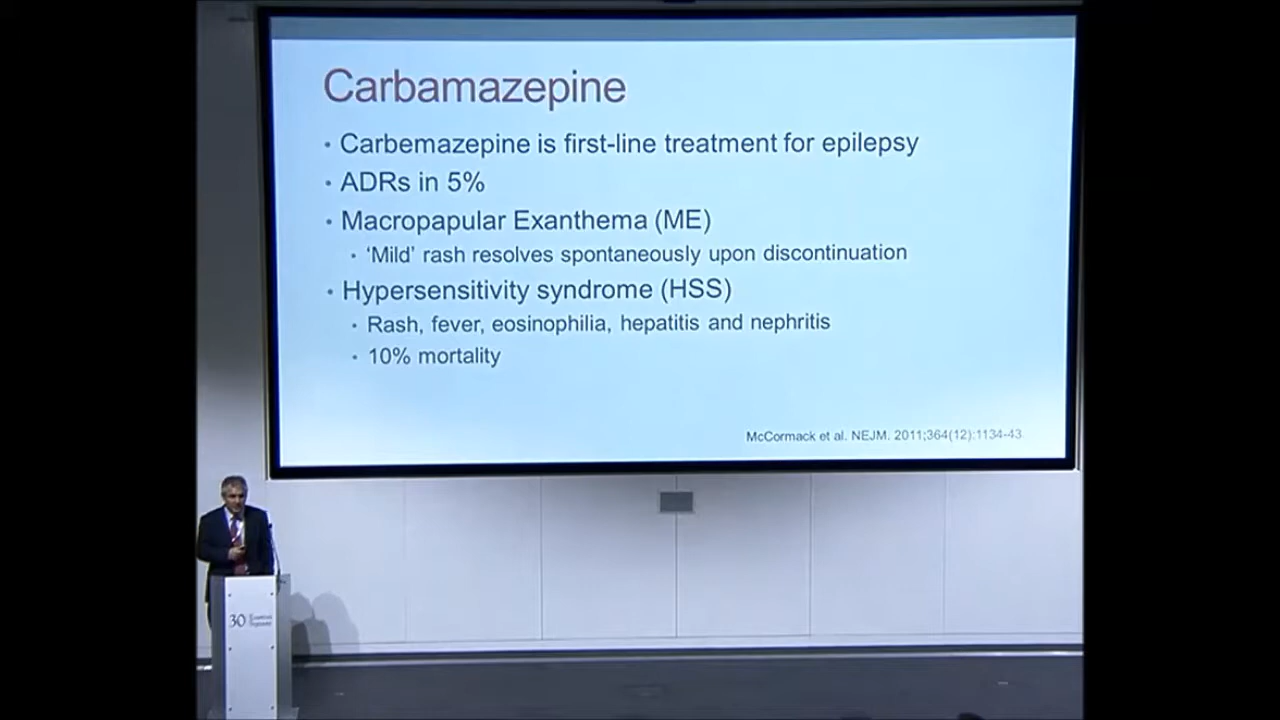 Carbamazepine
• Carbemazepine is first-line treatment for epilepsy
• ADRs in 5%
• Macropapular Exanthema (ME)
• ‘Mild’ rash resolves spontaneously upon discontinuation
• Hypersensitivity syndrome (HSS)
• Rash, fever, eosinophilia, hepatitis and nephritis
• 10% mortality
McCormack et al. NEJM. 2011;364(12):1134-43
30